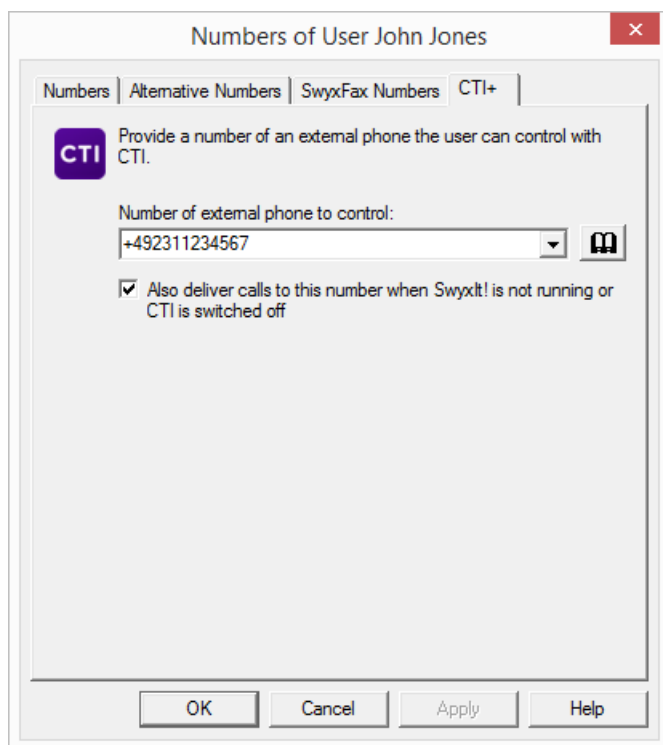 Numbers of User John Jones
Numbers
Alternative Numbers
SwyxFax Numbers
CTI+
CTI
Provide a number of an external phone the user can control with
CTI.
Number of external phone to control:
+492311234567
Also deliver calls to this number when SwyxIt! is not running or
CTI is switched off
OK
Cancel
Apply
Help